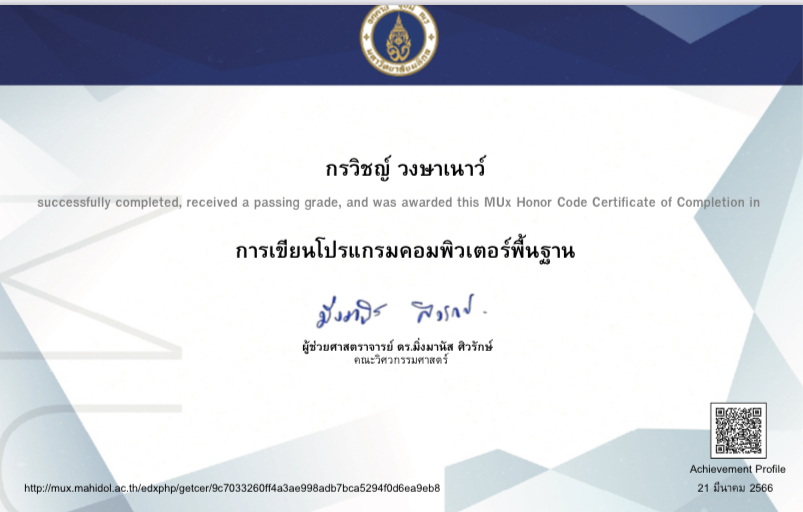 มหาวิทยาลัยมหิดล
กรวิชญ์ วงษาเนาว์
successfully completed, received a passing grade, and was awarded this MUx Honor Code Certificate of Completion in
การเขียนโปรแกรมคอมพิวเตอร์พื้นฐาน
มิ่งมานัส ศิวรักษ์
ผู้ช่วยศาสตราจารย์ ดร.มิ่งมานัส ศิวรักษ์
คณะวิศวกรรมศาสตร์
Achievement Profile
http://mux.mahidol.ac.th/edxphp/getcer/9c7033260ff4a3ae998adb7bca5294f0d6ea9eb8
21 มีนาคม 2566